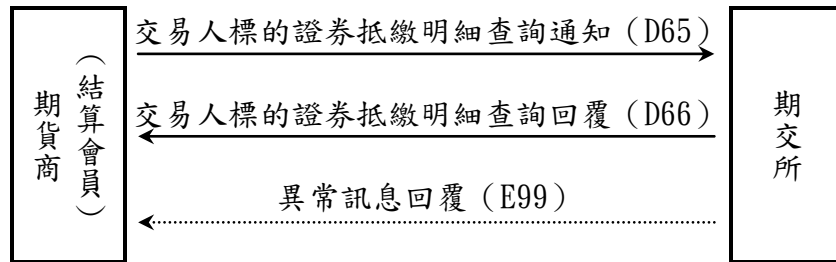 交易人標的證券抵繳明細查詢通知（D65）
期貨商
（結算會員）
交易人標的證券抵繳明細查詢回覆（D66）
期交所
異常訊息回覆（E99）